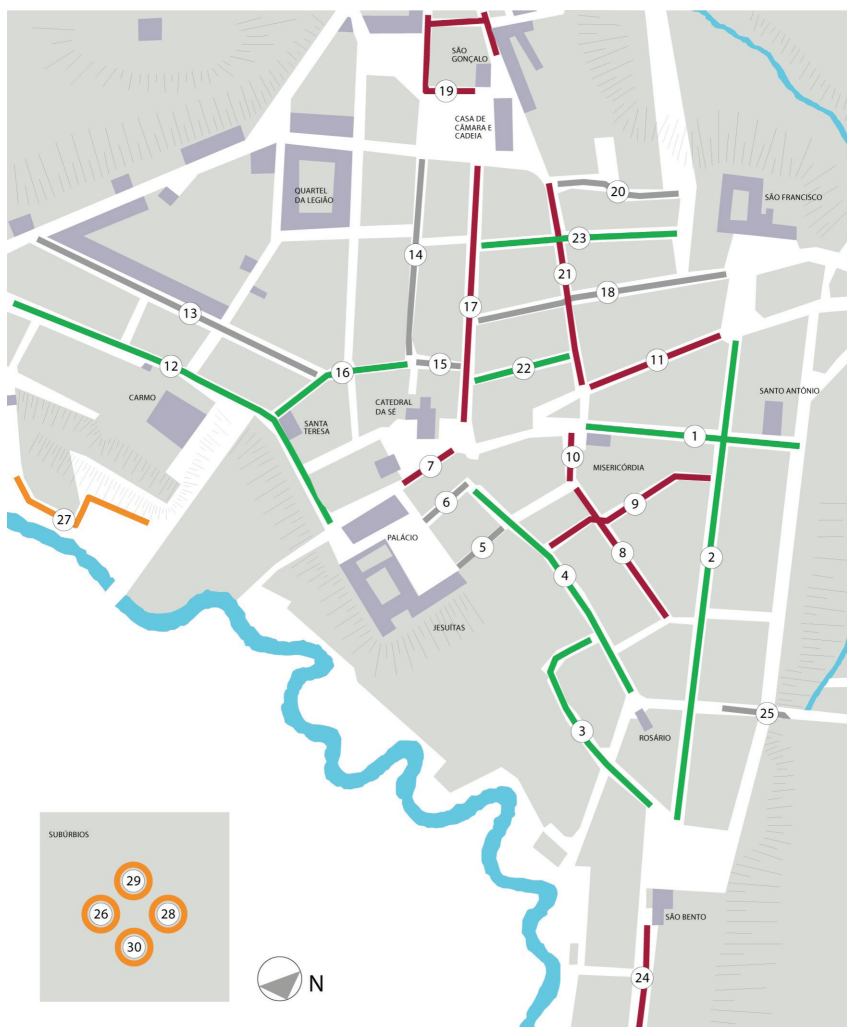 SÃO
GONÇALO
19
CASA DE
CÂMARA E
CADEIA
QUARTEL
DA LEGIÃO
20
SÃO FRANCISCO
14
23
21
18
13
17
12
16
15
22
11
CARMO
CATEDRAL
DA SÉ
SANTA
TERESA
SANTO ANTÔNIO
1
7
10
MISERICÓRDIA
6
9
27
PALÁCIO
5
8
4
2
JESUÍTAS
25
3
ROSÁRIO
SUBÚRBIOS
29
26
28
30
SÃO BENTO
24
N